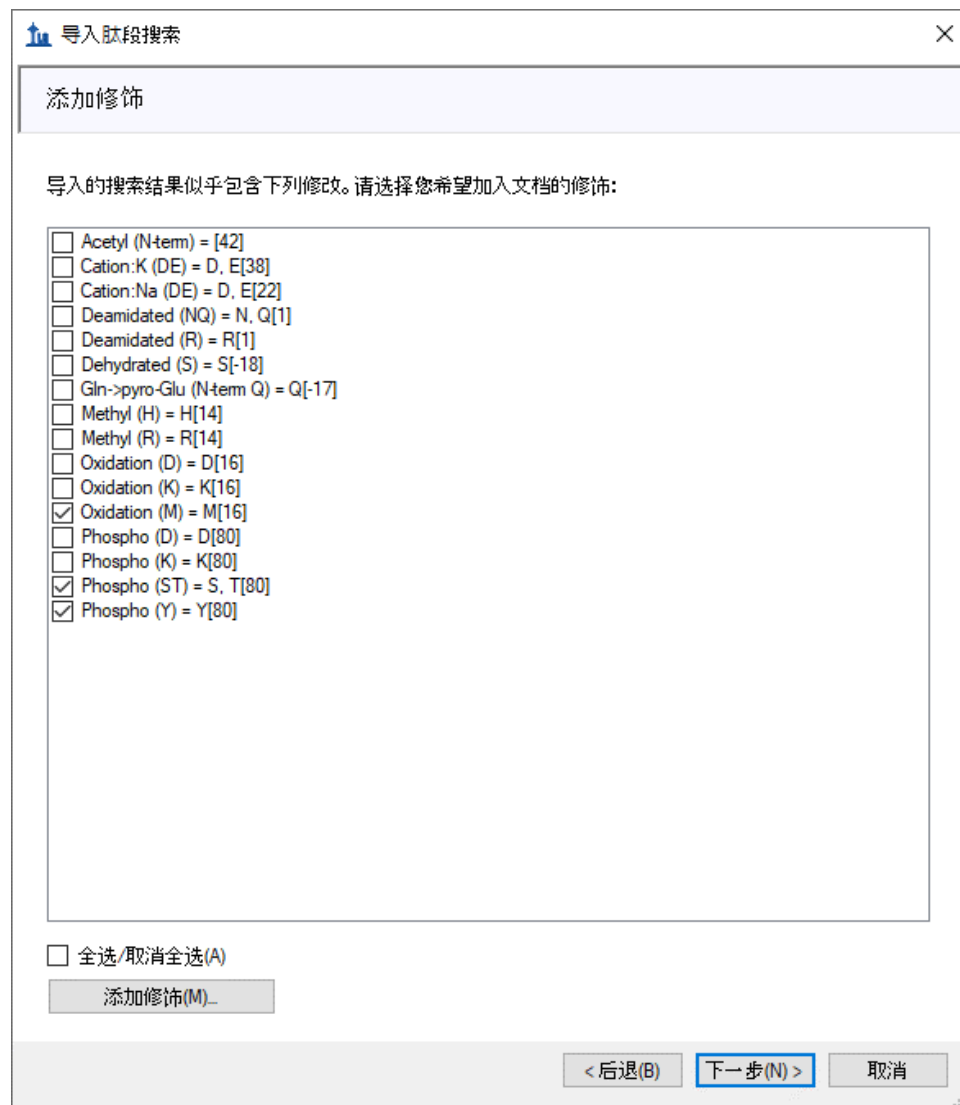 导入肽段搜索
添加修饰
导入的搜索结果似乎包含下列修改。请选择您希望加入文档的修饰:
Acetyl (N-term) = [42]
Cation:K (DE) = D, E[38]
Cation:Na (DE) = D, E[22]
Deamidated (NQ) = N, Q[1]
Deamidated (R) = R[1]
Dehydrated (S) = S[-18]
Gln->pyro-Glu (N-term Q) = Q[-17]
Methyl (H) = H[14]
Methyl (R) = R[14]
Oxidation (D) = D[16]
Oxidation (K) = K[16]
Oxidation (M) = M[16]
Phospho (D) = D[80]
Phospho (K) = K[80]
Phospho (ST) = S, T[80]
Phospho (Y) = Y[80]
全选/取消全选(A)
添加修饰(M)...
< 后退(B) 下一步(N) > 取消